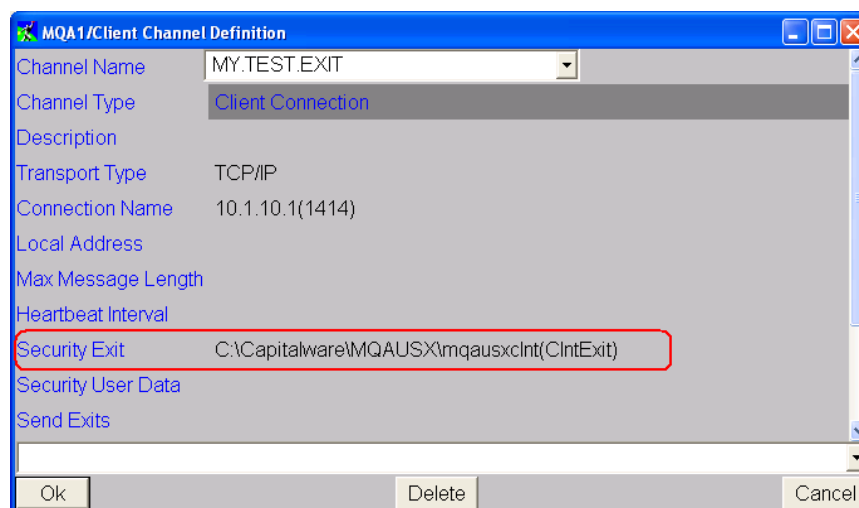 MQA1/Client Channel Definition
Channel Name MY.TEST.EXIT
Channel Type Client Connection
Description
Transport Type TCP/IP
Connection Name 10.1.10.1(1414)
Local Address
Max Message Length
Heartbeat Interval
Security Exit C:\Capitalware\MQAUSX\mqausxclnt(ClntExit)
Security User Data
Send Exits
Ok Delete Cancel